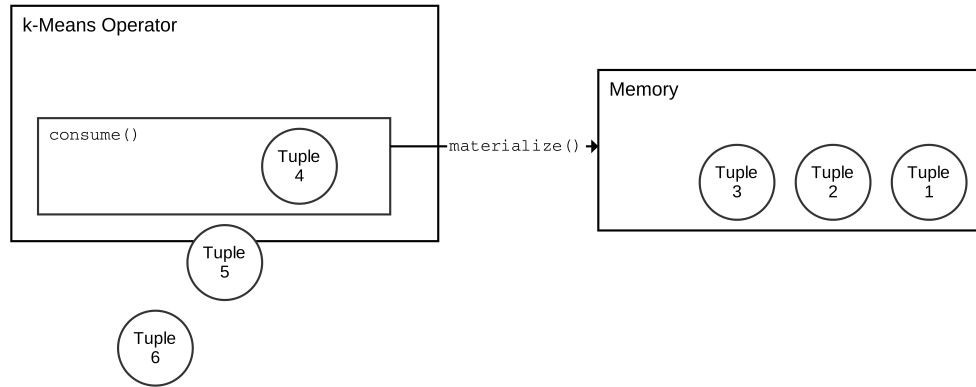 k-Means Operator
consume()
Tuple
4
materialize()
Memory
Tuple
3
Tuple
2
Tuple
1
Tuple
5
Tuple
6